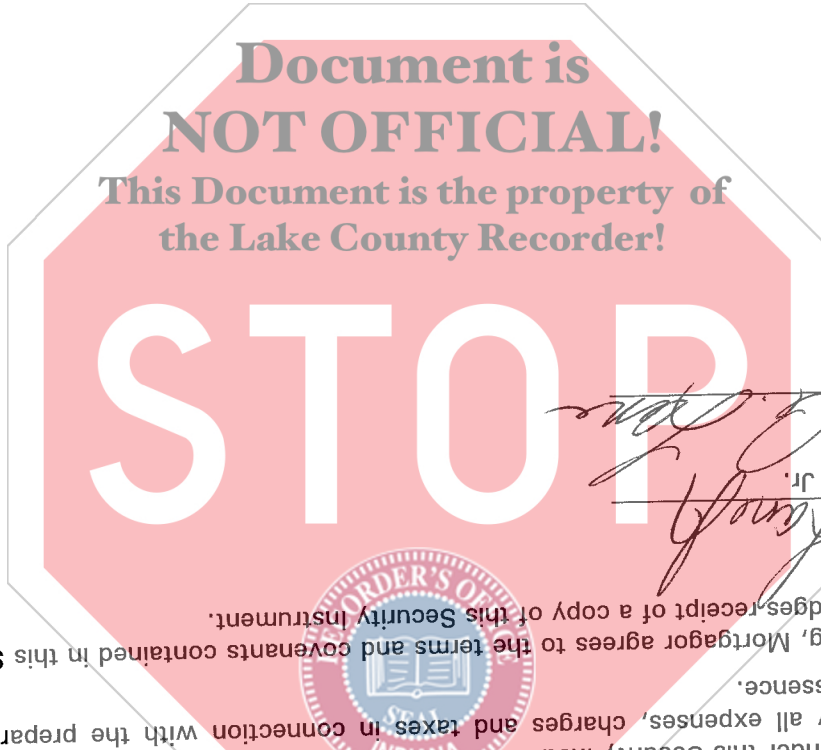 Document is
NOT OFFICIAL!
This Document is the property of
the Lake County Recorder!
STOP
RECORDER'S OFFICE
SEAL
INDIANA
all expenses, charges and taxes in connection with the prepar
ssence.
g, Mortgagor agrees to the terms and covenants contained in this S
dges receipt of a copy of this Security Instrument.
Jr.